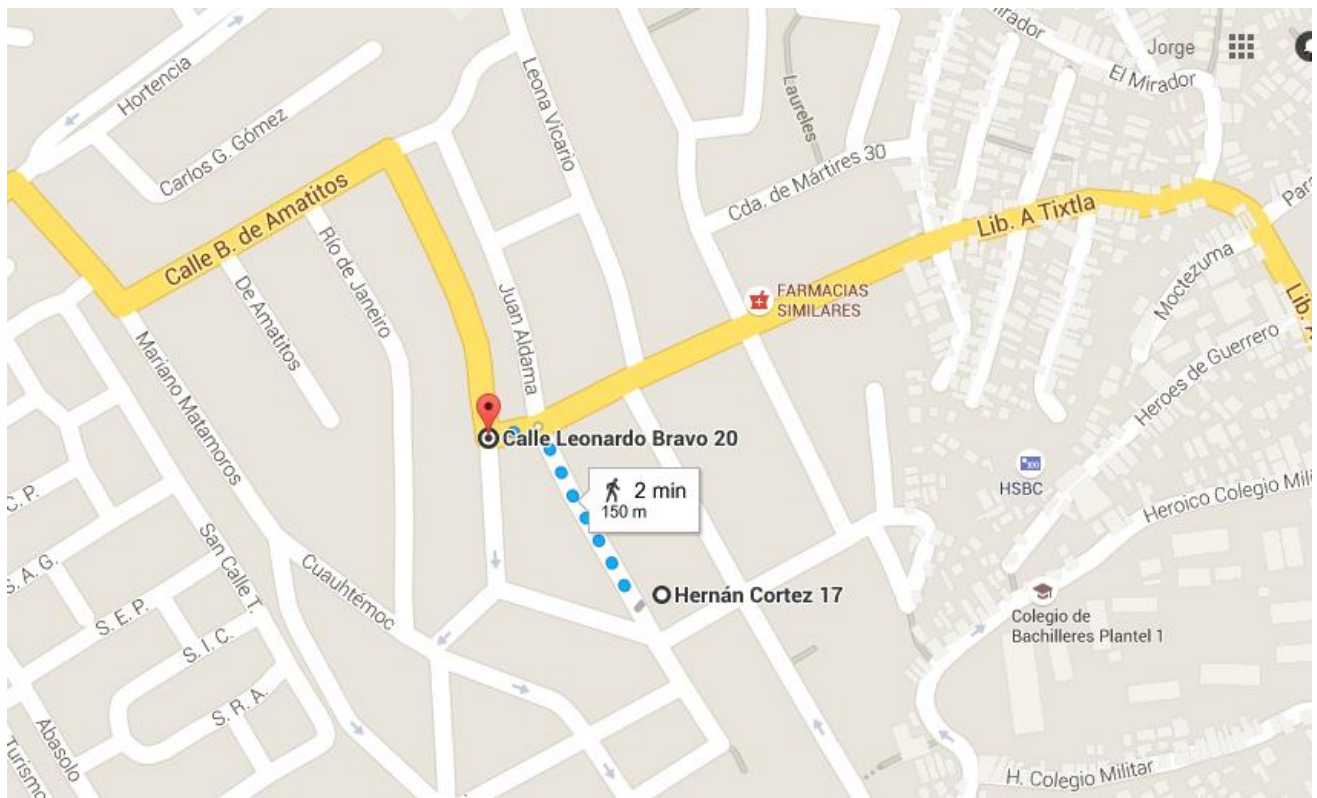 Hortencia
Carlos G. Gómez
Leona Vicario
Laureles
Mirador
Jorge
El Mirador
Cda. de Mártires 30
Calle B. de Amatitos
Lib. A Tixtla
Río de Janeiro
De Amatitos
Juan Aldama
FARMACIAS
SIMILARES
Moctezuma
Lib.
Mariano Matamoros
Heroes de Guerrero
Calle Leonardo Bravo 20
2 min
150 m
HSBC
Heroico Colegio
C. P.
S. A. G.
San Calle T.
Cuauhtémoc
S. E. P.
S. I. C.
S. R. A.
Hernán Cortez 17
Colegio de
Bachilleres Plantel 1
Abasolo
Turismo
H. Colegio Militar